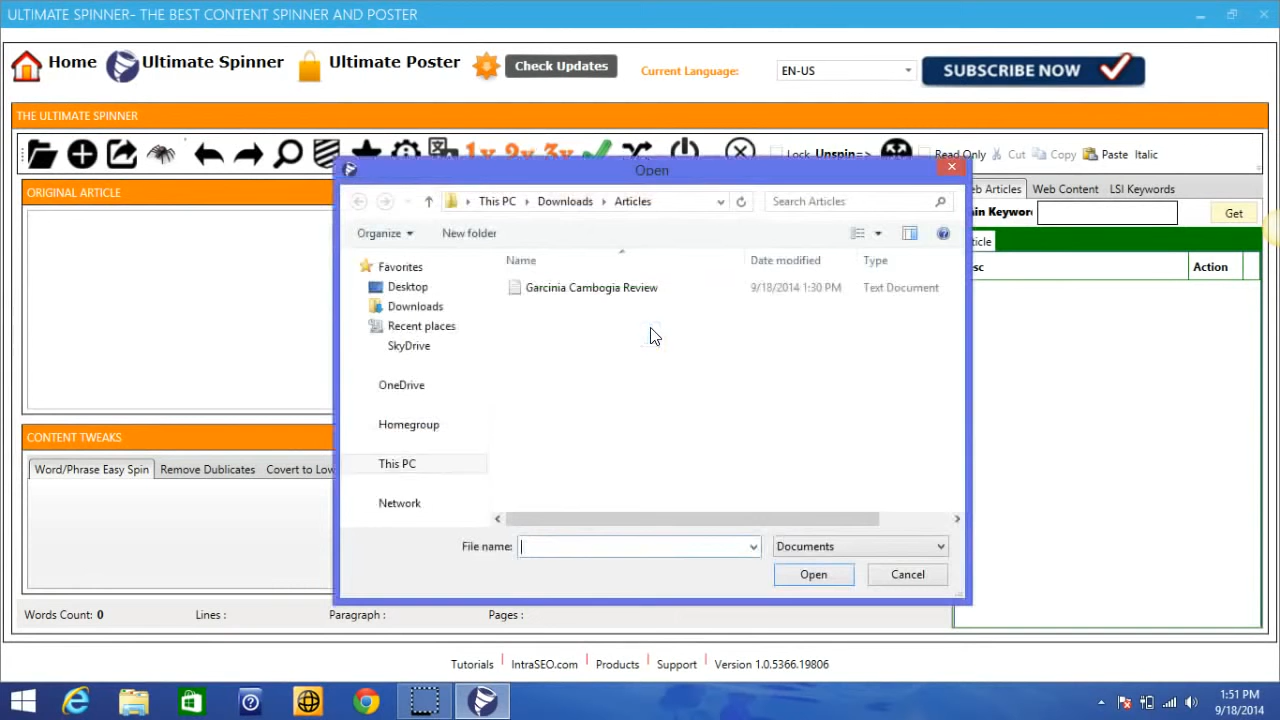 ULTIMATE SPINNER- THE BEST CONTENT SPINNER AND POSTER
Home
Ultimate Spinner
Ultimate Poster
Check Updates
Current Language:
EN-US
SUBSCRIBE NOW
THE ULTIMATE SPINNER
1y 2y 3y
Lock
Unspin=>
Read Only
Cut
Copy
Paste
Italic
ORIGINAL ARTICLE
Articles
Web Content
LSI Keywords
Get
Action
Open
This PC
Downloads
Articles
Search Articles
Organize
New folder
Name
Date modified
Type
Garcinia Cambogia Review
9/18/2014 1:30 PM
Text Document
Favorites
Desktop
Downloads
Recent places
SkyDrive
OneDrive
Homegroup
This PC
Network
File name:
Documents
Open
Cancel
CONTENT TWEAKS
Word/Phrase Easy Spin
Remove Dublicates
Covert to Low
Words Count: 0
Lines :
Paragraph :
Pages :
Tutorials
IntraSEO.com
Products
Support
Version 1.0.5366.19806
1:51 PM
9/18/2014